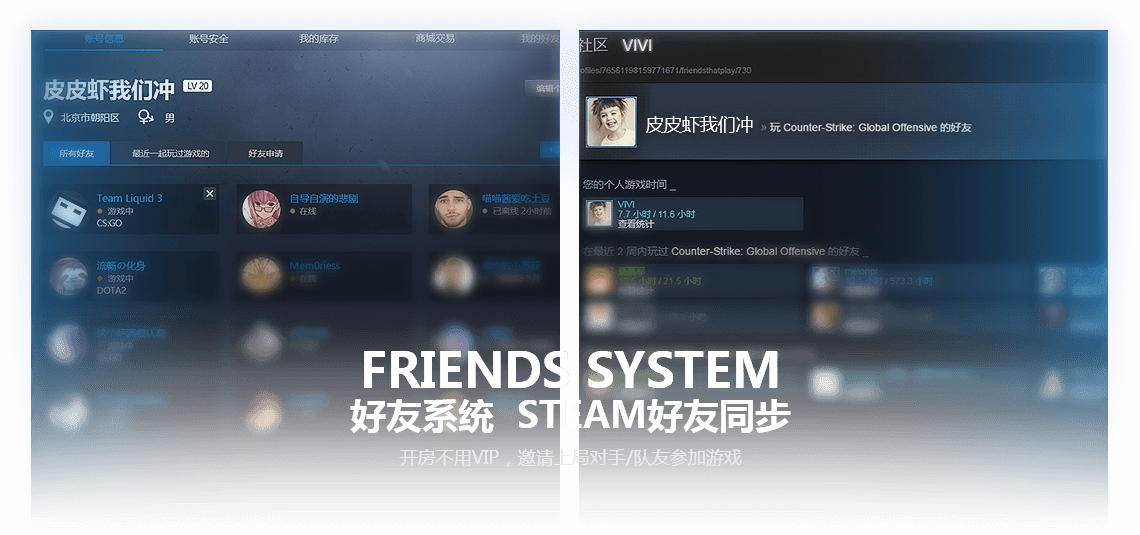 账号信息 账号安全 我的库存 商城交易 我的好友
皮皮虾我们冲 LV 20
编辑个
北京市朝阳区 男
所有好友 最近一起玩过游戏的 好友申请
Team Liquid 3
游戏中
CS:GO
自导自演的悲剧
在线
喵喵酱爱吃土豆
已离线 2小时前
流畅の化身
游戏中
DOTA2
Mem0riess
在线
社区 VIVI
ofiles/76561198159771671/friendsthatplay/730
皮皮虾我们冲 » 玩 Counter-Strike: Global Offensive 的好友
您的个人游戏时间 _
VIVI
7.7 小时 / 11.6 小时
查看统计
在最近 2 周内玩过 Counter-Strike: Global Offensive 的好友 _
/ 21.5 小时
/ 573.3 小时
FRIENDS SYSTEM
好友系统 STEAM好友同步
开房不用VIP，邀请上局对手/队友参加游戏